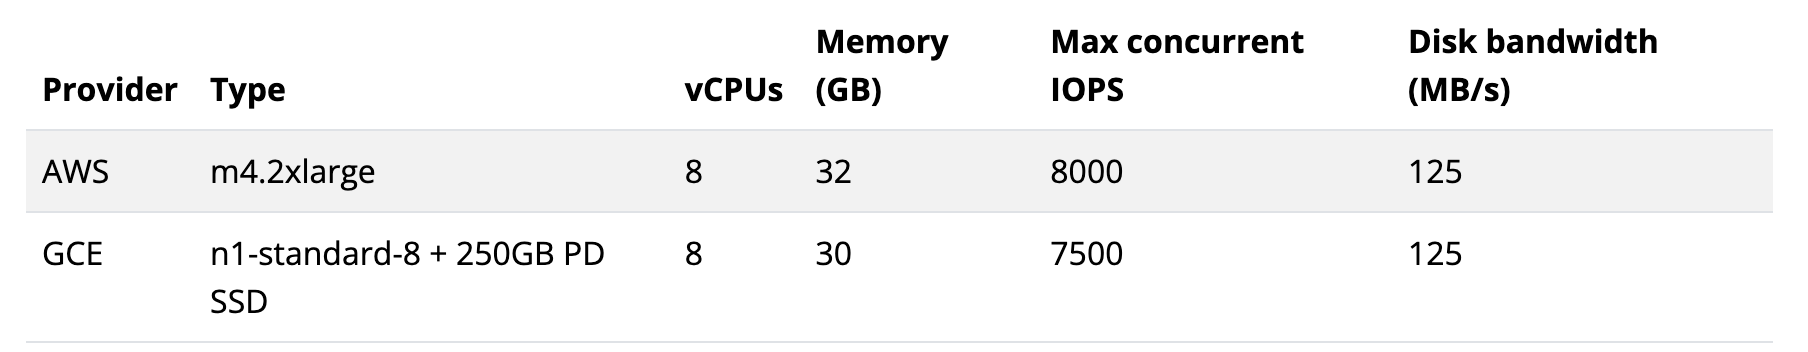 Provider Type vCPUs Memory (GB) Max concurrent IOPS Disk bandwidth (MB/s)
AWS m4.2xlarge 8 32 8000 125
GCE n1-standard-8 + 250GB PD 8 30 7500 125
SSD